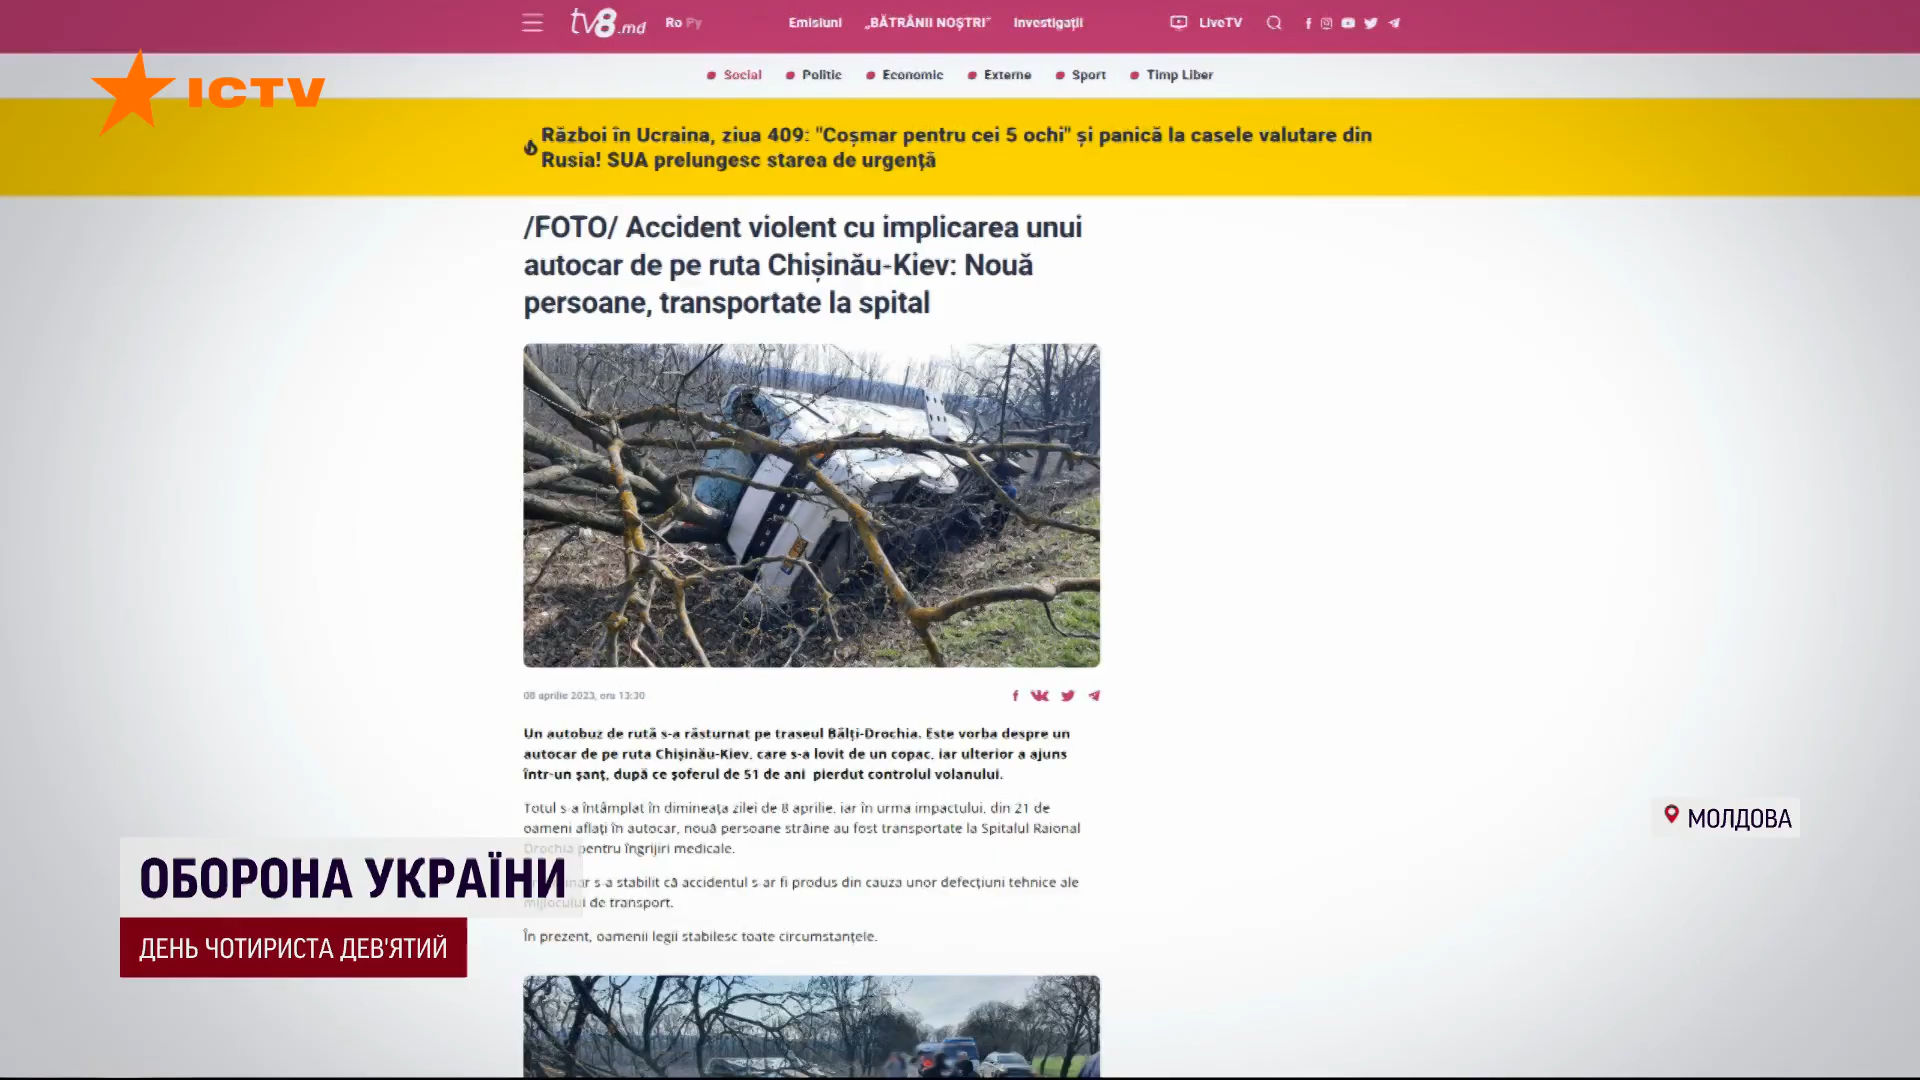 tv8.md
Ro Ру
Emisiuni
„BĂTRÂNII NOȘTRI”
Investigații
LiveTV
ICTV
Social
Politic
Economic
Externe
Sport
Timp Liber
Război în Ucraina, ziua 409: "Coșmar pentru cei 5 ochi" și panică la casele valutare din
Rusia! SUA prelungesc starea de urgență
/FOTO/ Accident violent cu implicarea unui
autocar de pe ruta Chișinău-Kiev: Nouă
persoane, transportate la spital
08 aprilie 2023, ora 13:30
Un autobuz de rută s-a răsturnat pe traseul Bălți-Drochia. Este vorba despre un
autocar de pe ruta Chișinău-Kiev, care s-a lovit de un copac, iar ulterior a ajuns
într-un șanț, după ce șoferul de 51 de ani pierdut controlul volanului.
Totul s-a întâmplat în dimineața zilei de 8 aprilie, iar în urma impactului, din 21 de
oameni aflați în autocar, nouă persoane străine au fost transportate la Spitalul Raional
Drochia pentru îngrijiri medicale.
s-a stabilit că accidentul s-ar fi produs din cauza unor defecțiuni tehnice ale
mijlocului de transport.
În prezent, oamenii legii stabilesc toate circumstanțele.
МОЛДОВА
ОБОРОНА УКРАЇНИ
ДЕНЬ ЧОТИРИСТА ДЕВ'ЯТИЙ